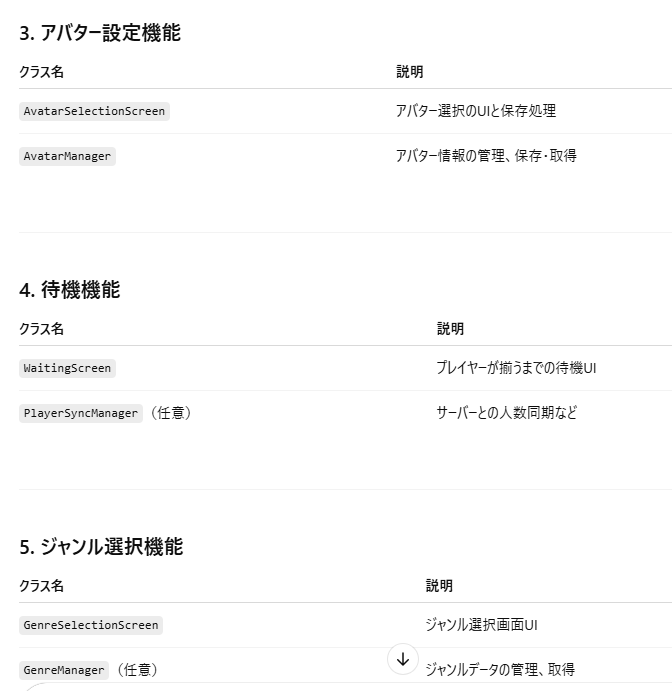 3. アバター設定機能
クラス名 説明
AvatarSelectionScreen アバター選択のUIと保存処理
AvatarManager アバター情報の管理、保存・取得
4. 待機機能
クラス名 説明
WaitingScreen プレイヤーが揃うまでの待機UI
PlayerSyncManager （任意） サーバーとの人数同期など
5. ジャンル選択機能
クラス名 説明
GenreSelectionScreen ジャンル選択画面UI
GenreManager （任意） ジャンルデータの管理、取得